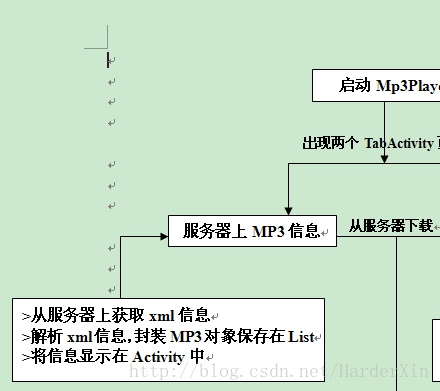 启动 Mp3Playe
出现两个 TabActivity
服务器上 MP3 信息
从服务器下载
>从服务器上获取 xml 信息
>解析 xml信息,封装 MP3 对象保存在 List
>将信息显示在 Activity 中
http://blog.csdn.net/HarderXin